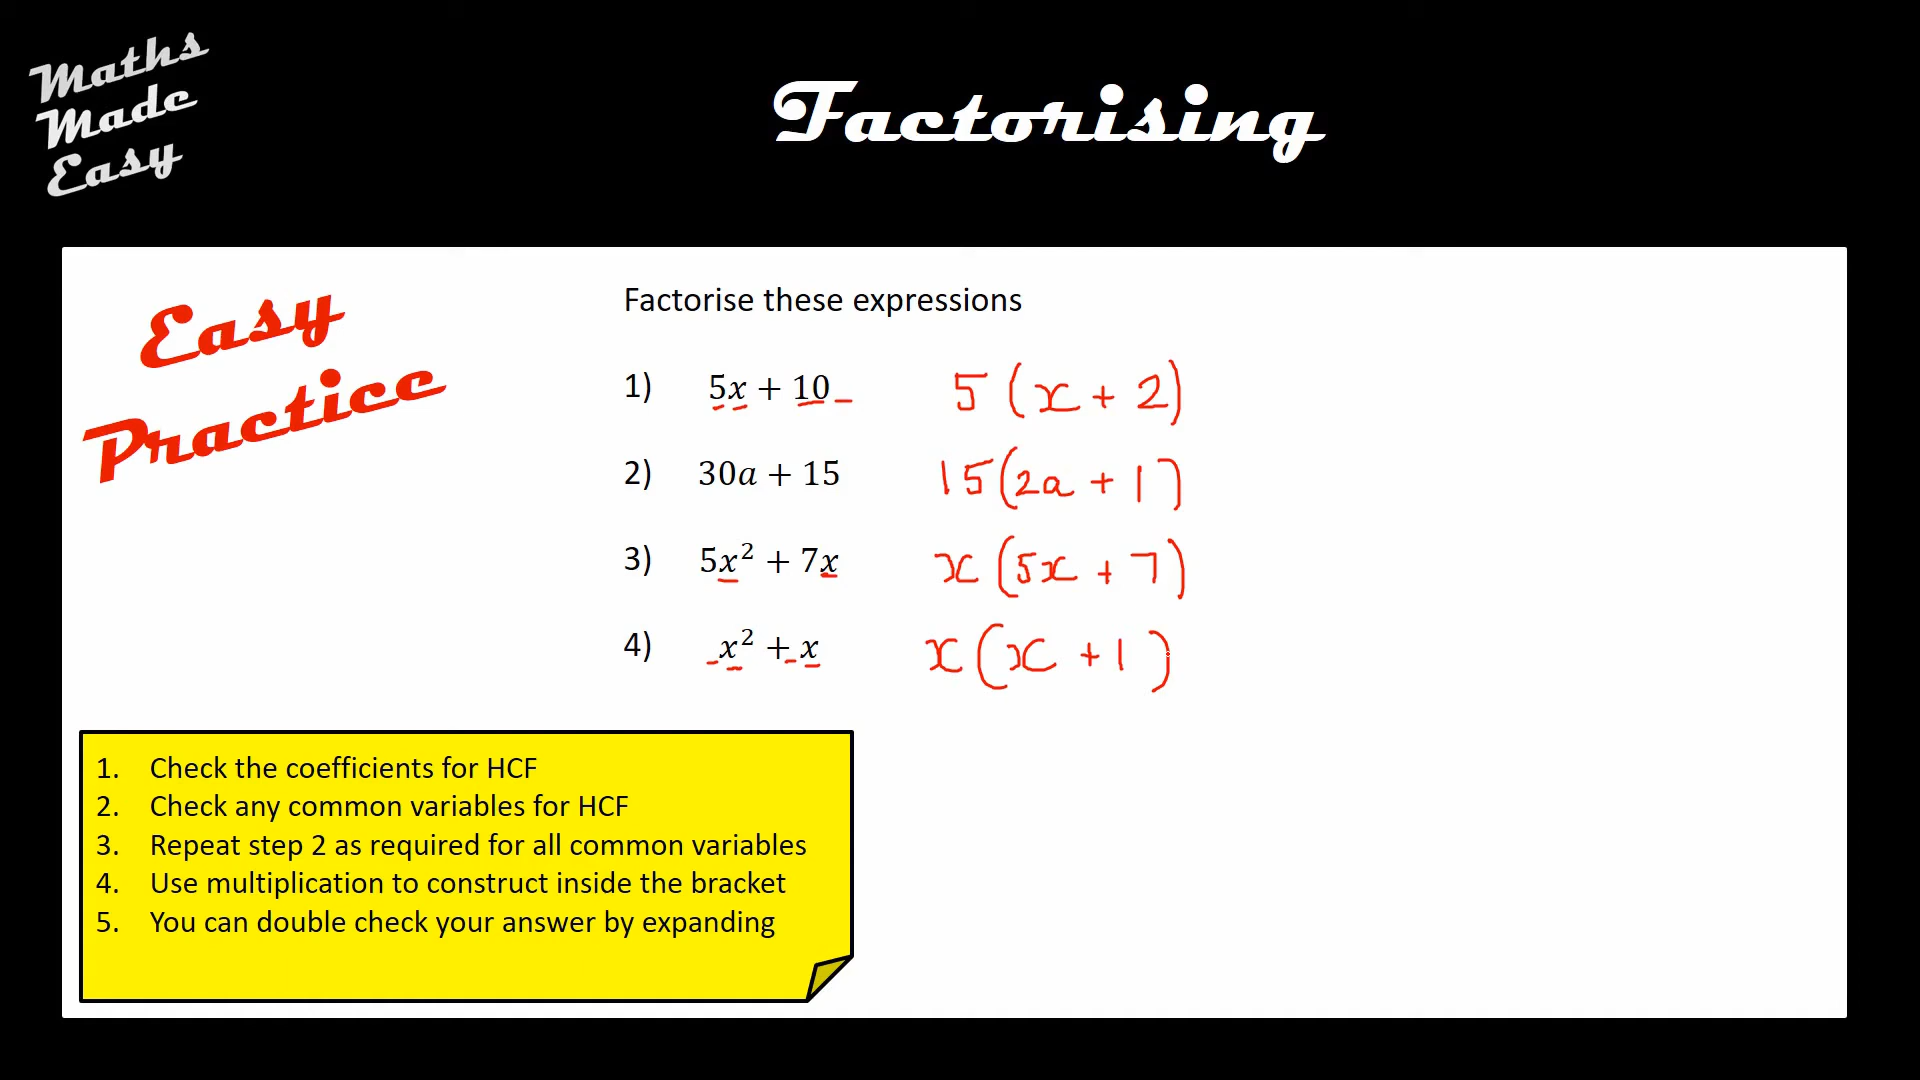 Maths
Made
Easy
Factorising
Easy
Practice
Factorise these expressions
1) 5x + 10 5(x + 2)
2) 30a + 15 15(2a + 1)
3) 5x² + 7x x(5x + 7)
4) x² + x x(x + 1)
1. Check the coefficients for HCF
2. Check any common variables for HCF
3. Repeat step 2 as required for all common variables
4. Use multiplication to construct inside the bracket
5. You can double check your answer by expanding